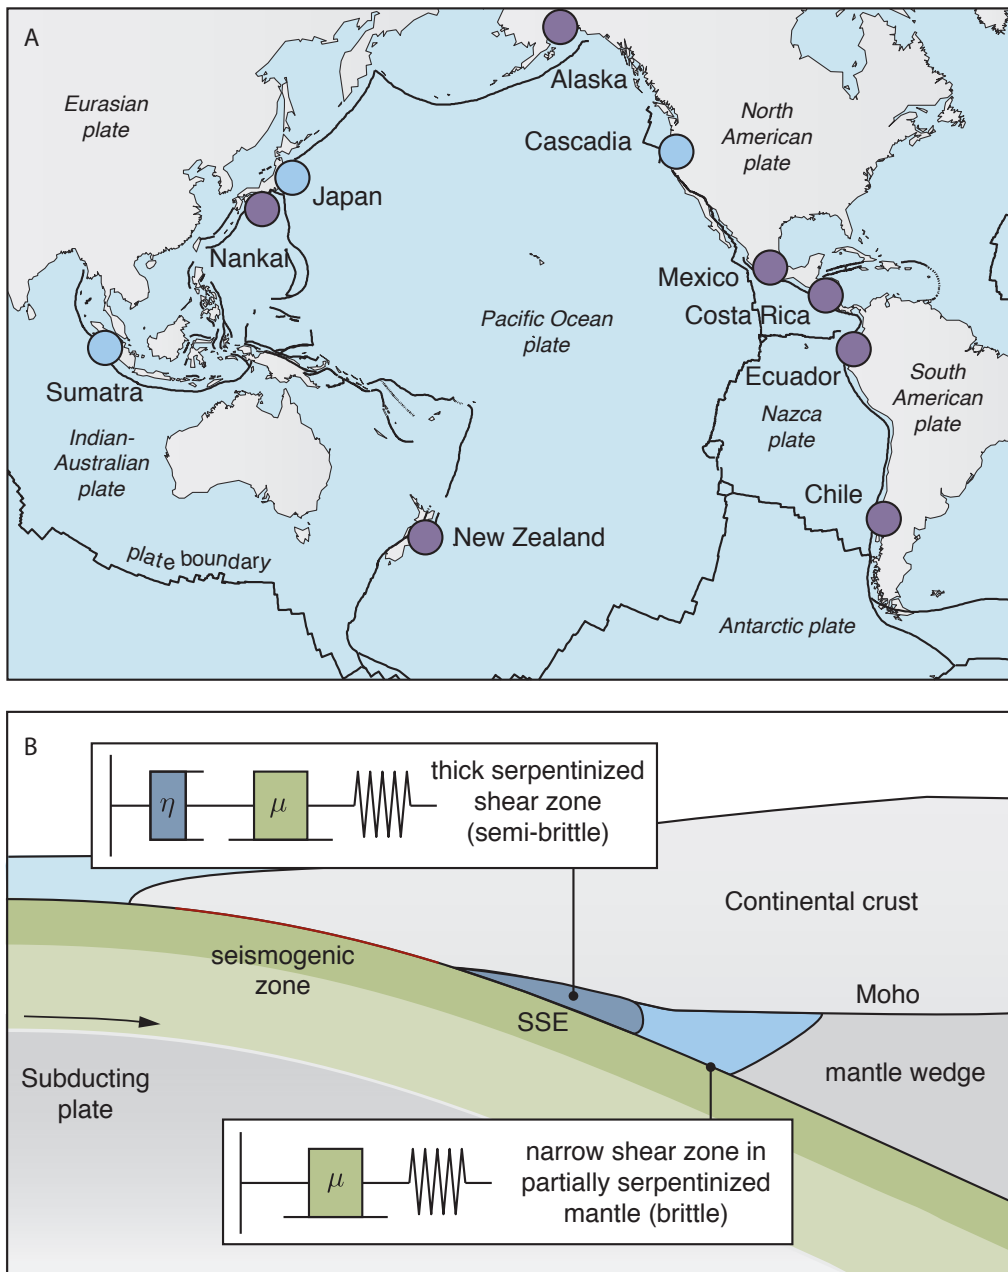 A
Eurasian
plate
Alaska
Cascadia
North
American
plate
Japan
Nankai
Mexico
Costa Rica
Pacific Ocean
plate
Sumatra
Ecuador
South
American
plate
Nazca
plate
Indian-
Australian
plate
Chile
New Zealand
plate boundary
Antarctic plate
B
η
μ
thick serpentinized
shear zone
(semi-brittle)
Continental crust
seismogenic
zone
Moho
SSE
mantle wedge
Subducting
plate
μ
narrow shear zone in
partially serpentinized
mantle (brittle)